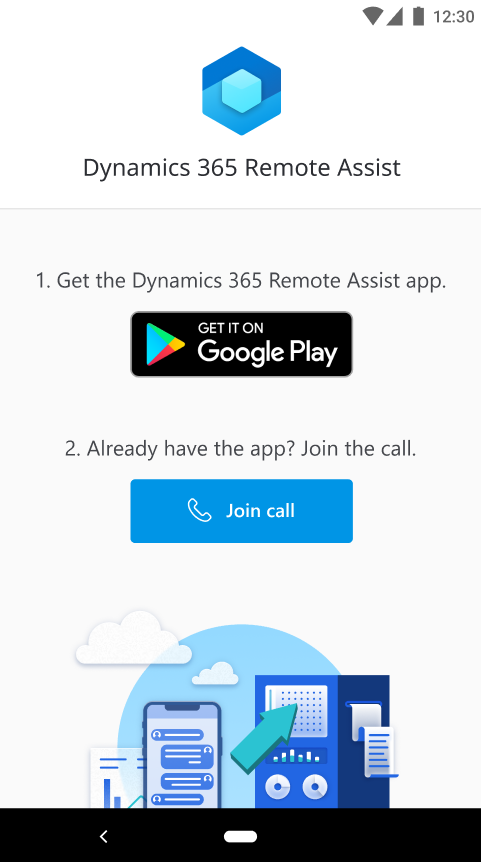 12:30
Dynamics 365 Remote Assist
1. Get the Dynamics 365 Remote Assist app.
GET IT ON
Google Play
2. Already have the app? Join the call.
Join call